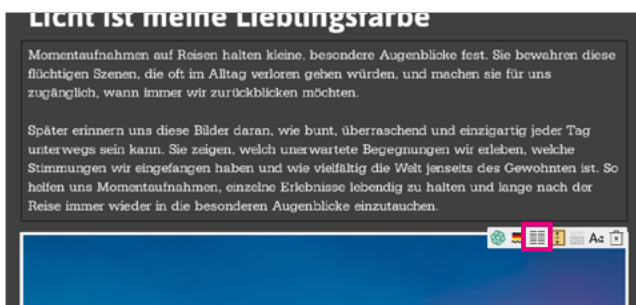 Licht ist meine Lieblingsfarbe
Momentaufnahmen auf Reisen halten kleine, besondere Augenblicke fest. Sie bewahren diese
flüchtigen Szenen, die oft im Alltag verloren gehen würden, und machen sie für uns
zugänglich, wann immer wir zurückblicken möchten.
Später erinnern uns diese Bilder daran, wie bunt, überraschend und einzigartig jeder Tag
unterwegs sein kann. Sie zeigen, welch unerwartete Begegnungen wir erleben, welche
Stimmungen wir eingefangen haben und wie vielfältig die Welt jenseits des Gewohnten ist. So
helfen uns Momentaufnahmen, einzelne Erlebnisse lebendig zu halten und lange nach der
Reise immer wieder in die besonderen Augenblicke einzutauchen.